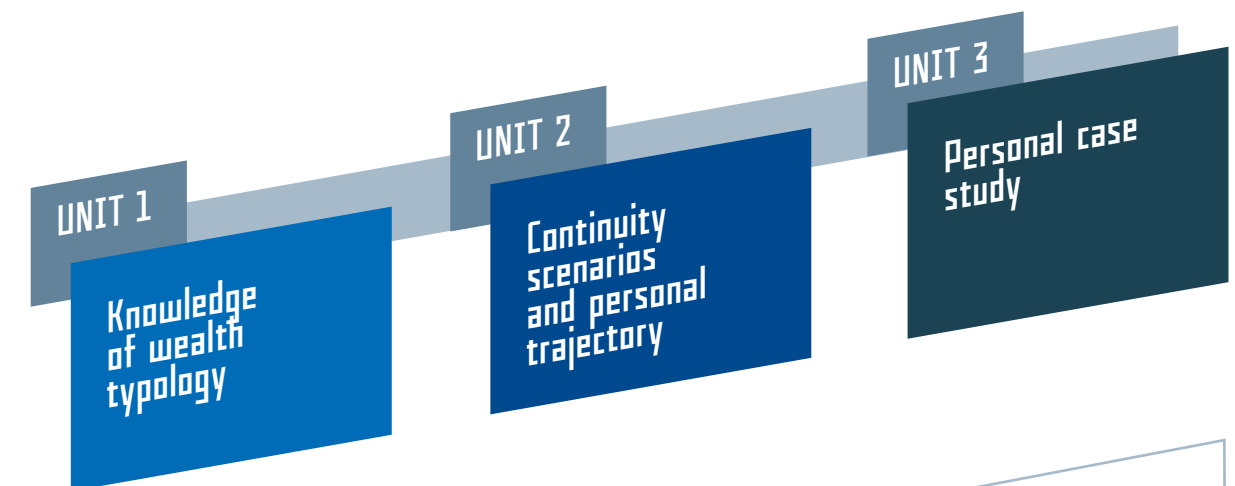 UNIT 1
Knowledge
of wealth
typology
UNIT 2
Continuity
scenarios
and personal
trajectory
UNIT 3
Personal case
study